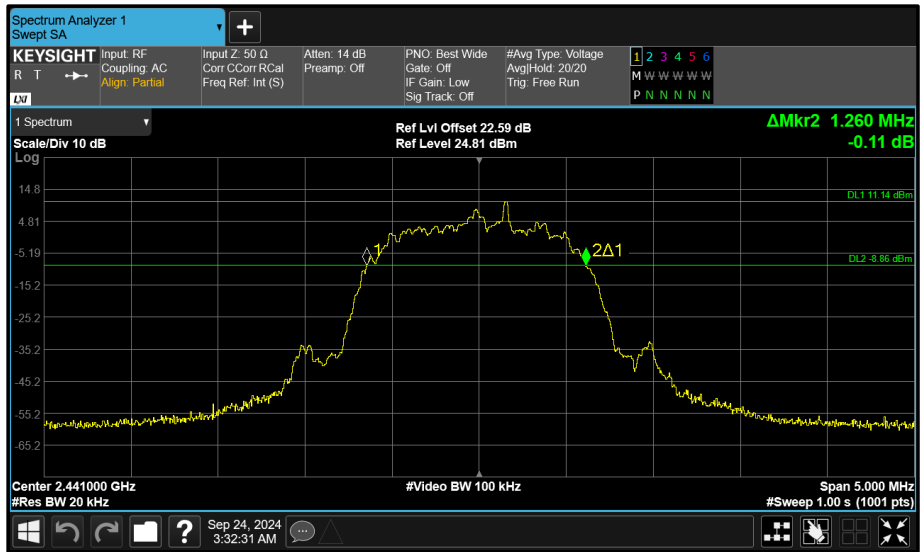 Spectrum Analyzer 1
Swept SA
+
KEYSIGHT
R T
LXI
Input: RF
Coupling: AC
Align: Partial
Input Z: 50 Ω
Corr CCorr RCal
Freq Ref: Int (S)
Atten: 14 dB
Preamp: Off
PNO: Best Wide
Gate: Off
IF Gain: Low
Sig Track: Off
#Avg Type: Voltage
Avg|Hold: 20/20
Trig: Free Run
1 2 3 4 5 6
M W W W W W
P N N N N N
1 Spectrum
Scale/Div 10 dB
Log
Ref Lvl Offset 22.59 dB
Ref Level 24.81 dBm
ΔMkr2 1.260 MHz
-0.11 dB
14.8
DL1 11.14 dBm
4.81
-5.19
1
2Δ1
DL2 -8.86 dBm
-15.2
-25.2
-35.2
-45.2
-55.2
-65.2
Center 2.441000 GHz
#Video BW 100 kHz
Span 5.000 MHz
#Res BW 20 kHz
#Sweep 1.00 s (1001 pts)
?
Sep 24, 2024
3:32:31 AM